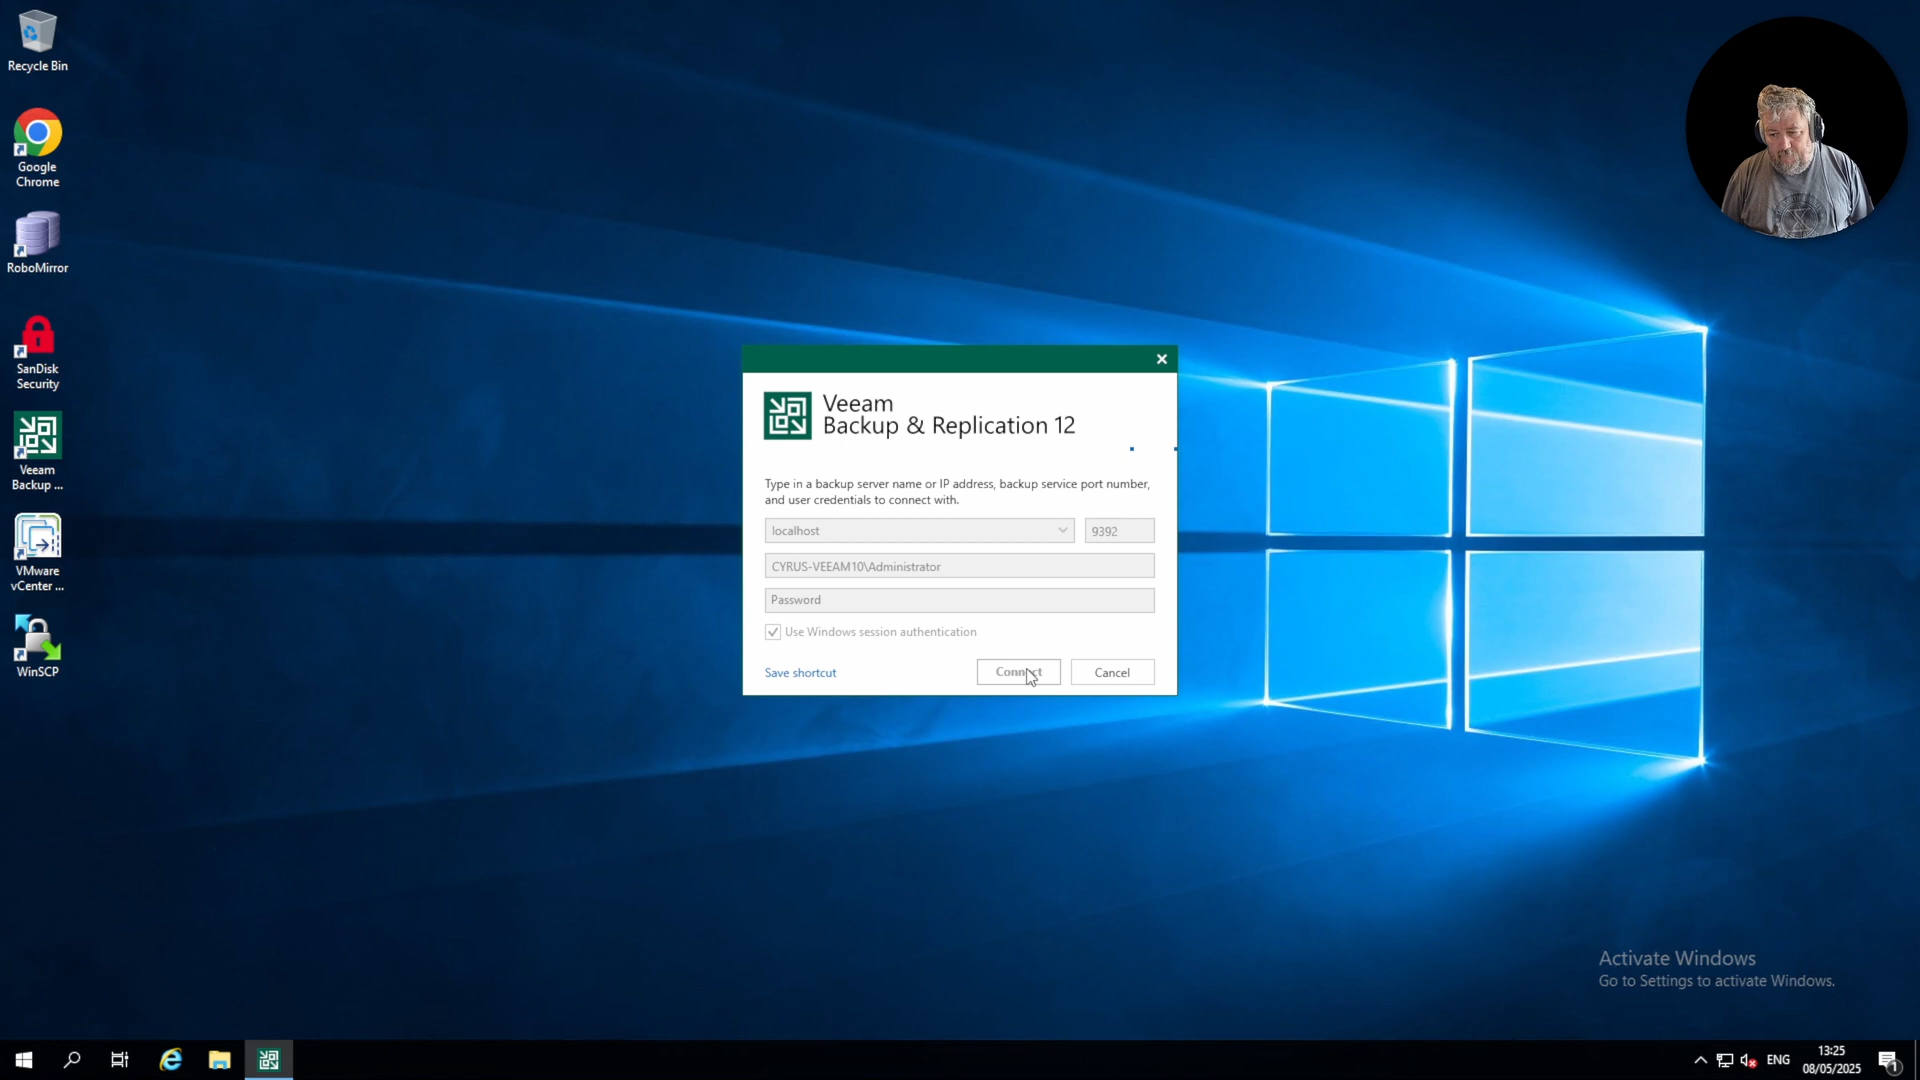 Recycle Bin
Google
Chrome
RoboMirror
SanDisk
Security
Veeam
Backup ...
VMware
vCenter ...
WinSCP
Veeam
Backup & Replication 12
Type in a backup server name or IP address, backup service port number,
and user credentials to connect with.
localhost
9392
CYRUS-VEEAM10\Administrator
Password
Use Windows session authentication
Save shortcut
Connect
Cancel
Activate Windows
Go to Settings to activate Windows.
ENG
13:25
08/05/2025
1